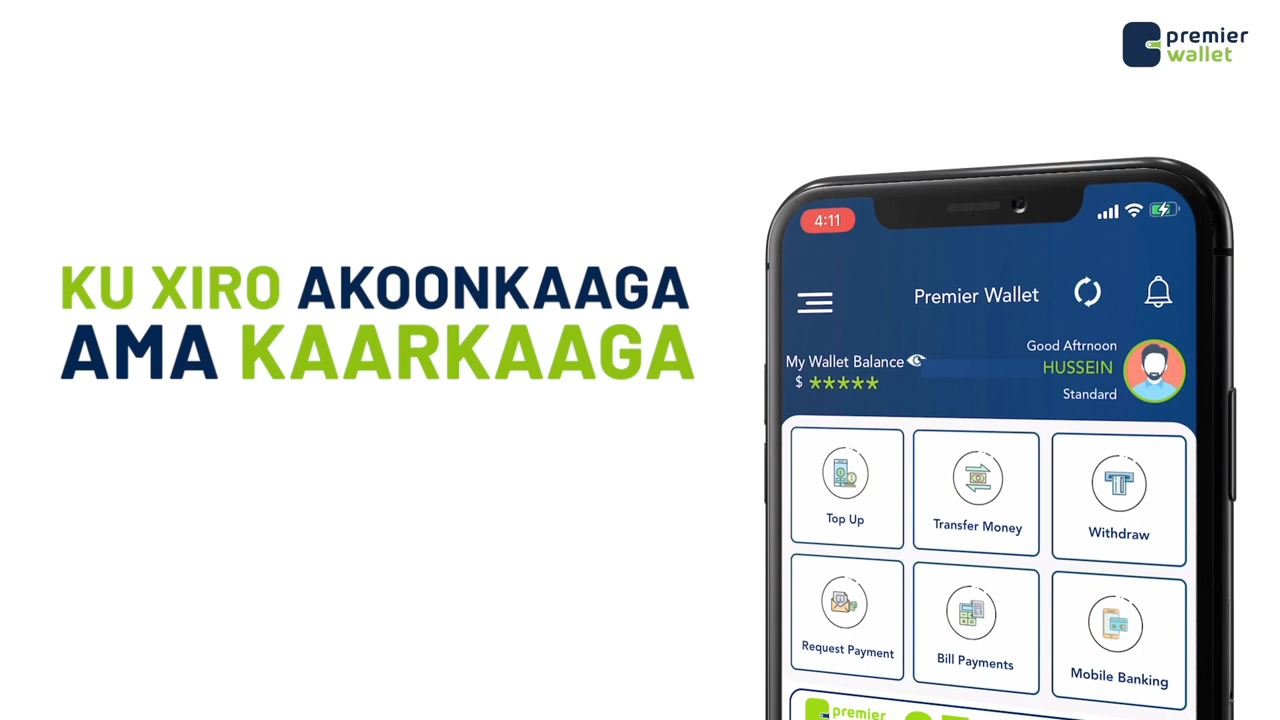 premier
wallet
KU XIRO AKOONKAAGA
AMA KAARKAAGA
4:11
Premier Wallet
Good Aftrnoon
My Wallet Balance
HUSSEIN
$ *****
Standard
Top Up
Transfer Money
Withdraw
Request Payment
Bill Payments
Mobile Banking
premier